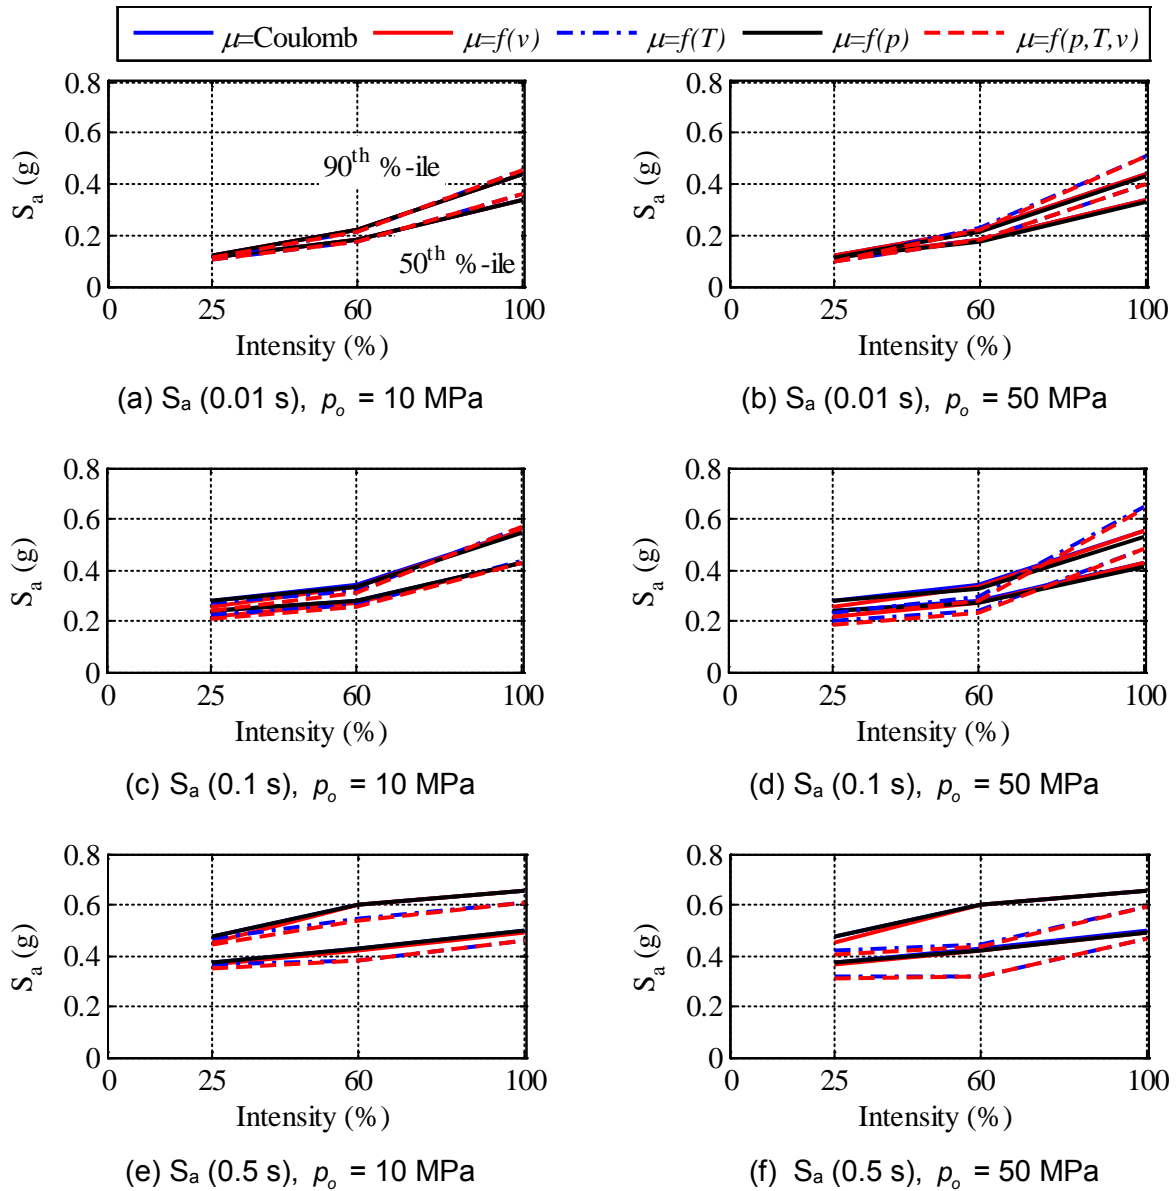 μ=Coulomb μ=f(v) μ=f(T) μ=f(p) μ=f(p,T,v)
0.8
0.6
0.4
0.2
0
Sa (g)
90th %-ile
50th %-ile
0 25 60 100
Intensity (%)
(a) Sa (0.01 s), po = 10 MPa
0.8
0.6
0.4
0.2
0
Sa (g)
0 25 60 100
Intensity (%)
(b) Sa (0.01 s), po = 50 MPa
0.8
0.6
0.4
0.2
0
Sa (g)
0 25 60 100
Intensity (%)
(c) Sa (0.1 s), po = 10 MPa
0.8
0.6
0.4
0.2
0
Sa (g)
0 25 60 100
Intensity (%)
(d) Sa (0.1 s), po = 50 MPa
0.8
0.6
0.4
0.2
0
Sa (g)
0 25 60 100
Intensity (%)
(e) Sa (0.5 s), po = 10 MPa
0.8
0.6
0.4
0.2
0
Sa (g)
0 25 60 100
Intensity (%)
(f) Sa (0.5 s), po = 50 MPa